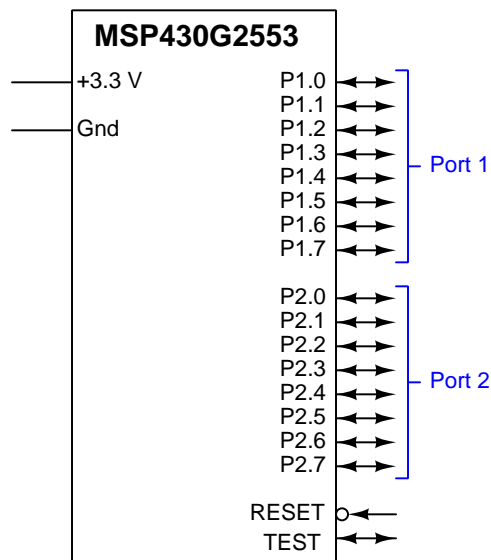 MSP430G2553
+3.3 V
Gnd
P1.0
P1.1
P1.2
P1.3
P1.4
P1.5
P1.6
P1.7
Port 1
P2.0
P2.1
P2.2
P2.3
P2.4
P2.5
P2.6
P2.7
Port 2
RESET
TEST